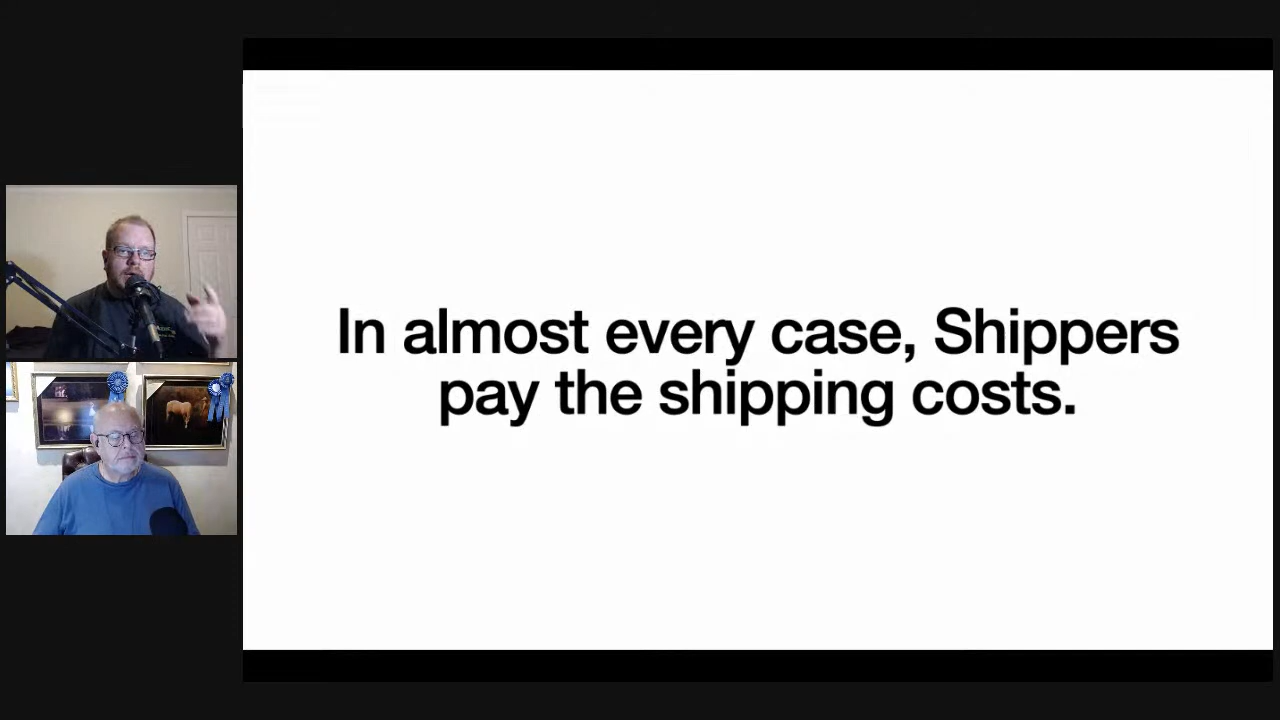 In almost every case, Shippers
pay the shipping costs.